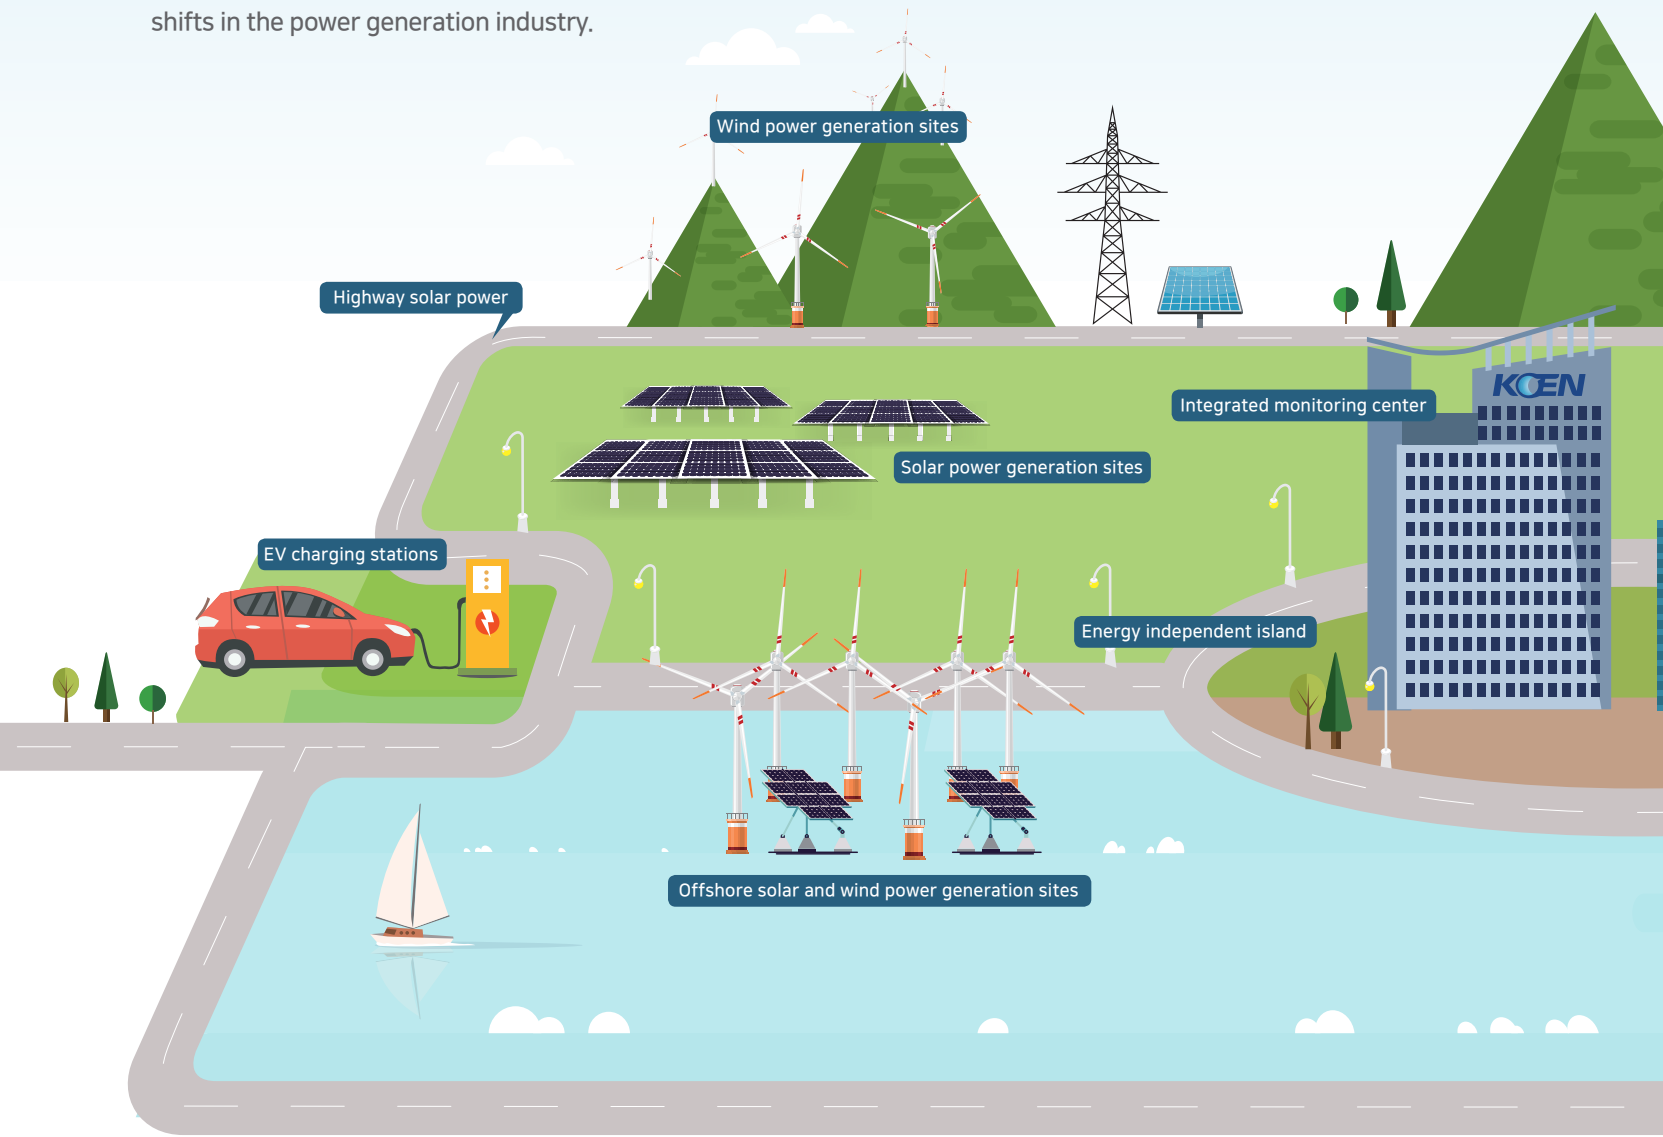 shifts in the power generation industry.
Wind power generation sites
Highway solar power
KOEN
Integrated monitoring center
Solar power generation sites
EV charging stations
Energy independent island
Offshore solar and wind power generation sites